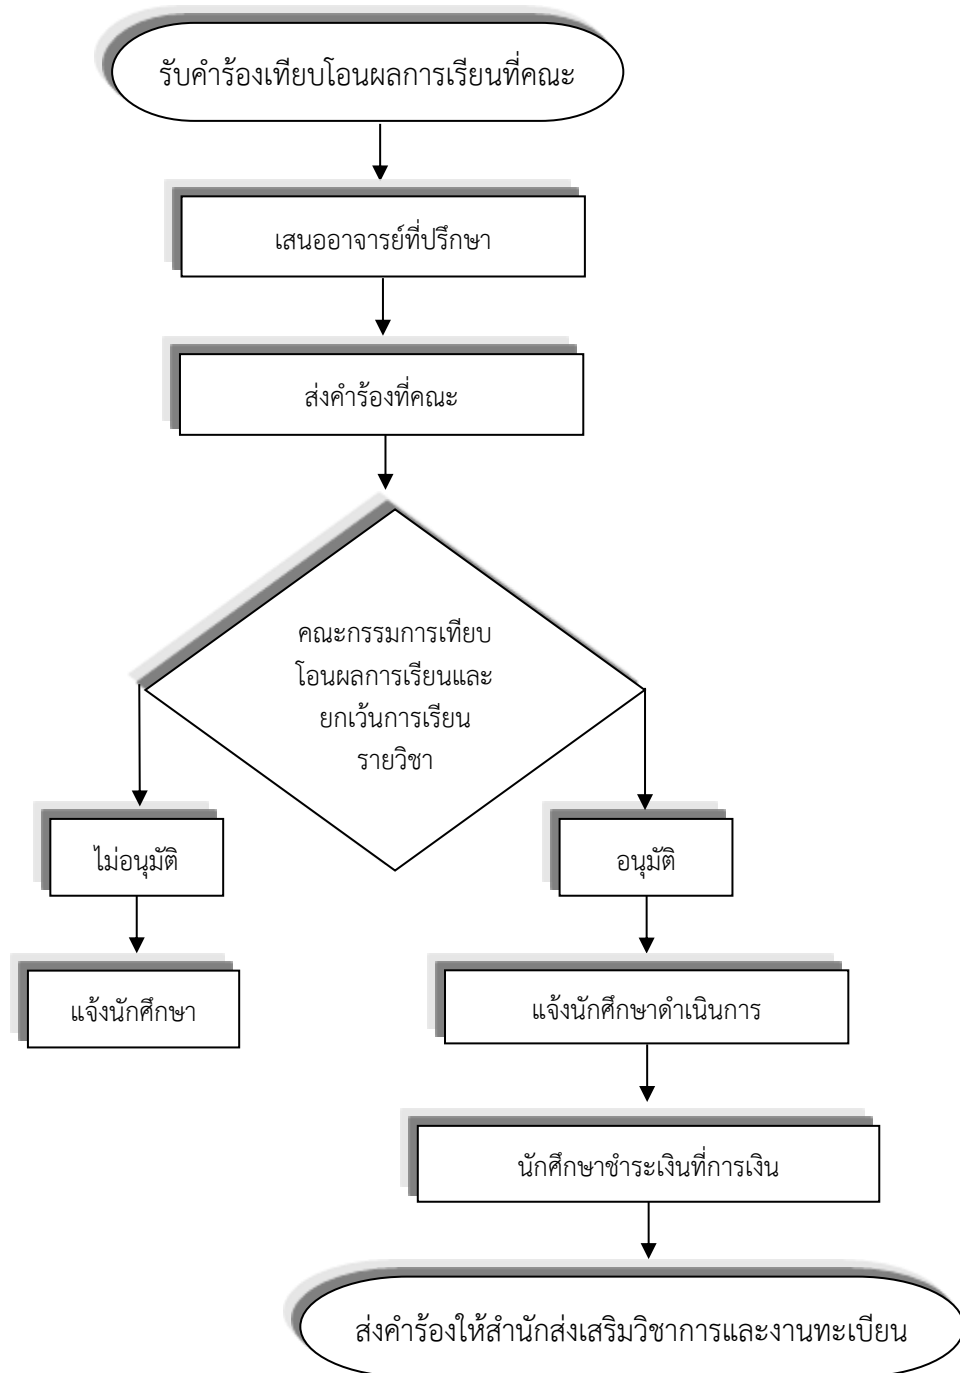 รับคำร้องเทียบโอนผลการเรียนที่คณะ
เสนออาจารย์ที่ปรึกษา
ส่งคำร้องที่คณะ
คณะกรรมการเทียบ
โอนผลการเรียนและ
ยกเว้นการเรียน
รายวิชา
ไม่อนุมัติ
อนุมัติ
แจ้งนักศึกษา
แจ้งนักศึกษาดำเนินการ
นักศึกษาชำระเงินที่การเงิน
ส่งคำร้องให้สำนักส่งเสริมวิชาการและงานทะเบียน